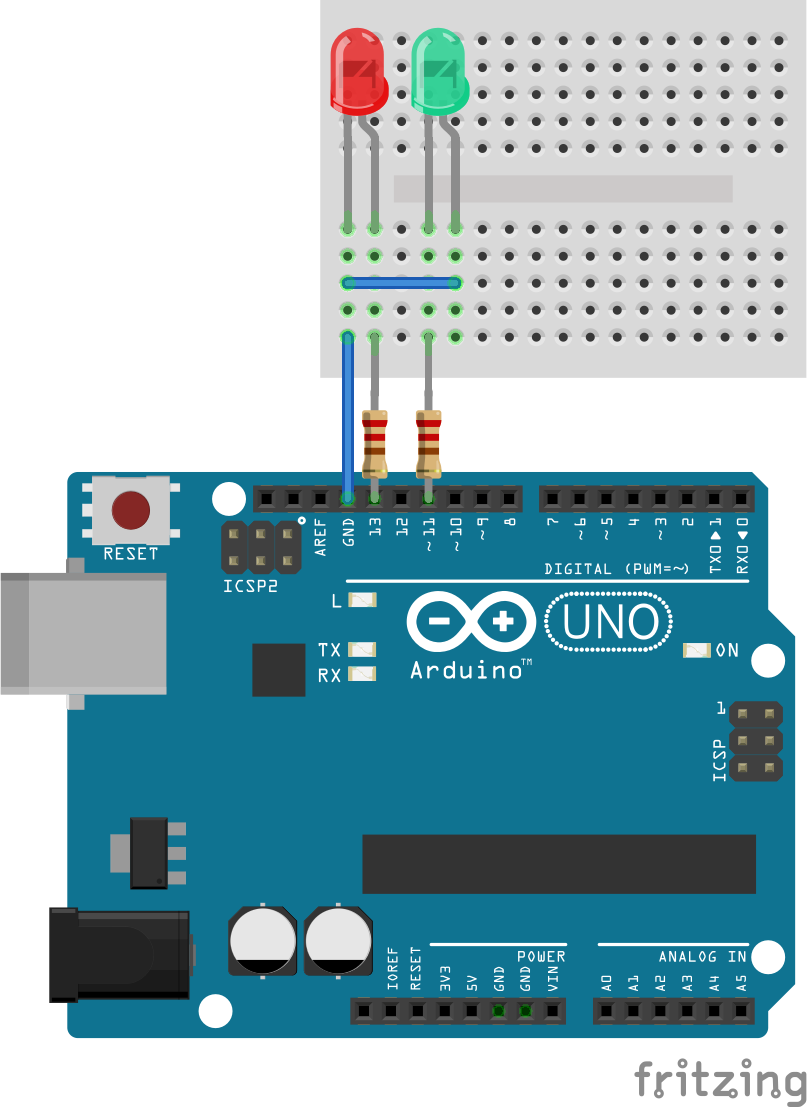 RESET
ICSP2
AREF
GND
13
12
~11
~10
~9
8
7
~6
~5
4
~3
2
TX0▶1
RX0◀0
DIGITAL (PWM=~)
L
TX
RX
Arduino™
UNO
ON
1
ICSP
IOREF
RESET
3V3
5V
GND
GND
VIN
POWER
ANALOG IN
A0
A1
A2
A3
A4
A5
fritzing